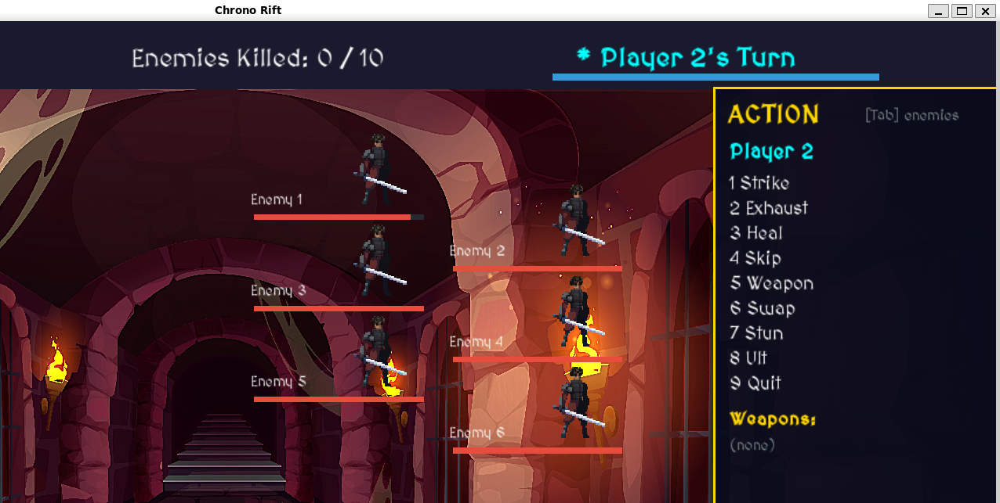 Chrono Rift
Enemies Killed: 0 / 10
* Player 2's Turn
ACTION
[Tab] enemies
Player 2
1 Strike
2 Exhaust
3 Heal
4 Skip
5 Weapon
6 Swap
7 Stun
8 Ult
9 Quit
Weapons:
(none)
Enemy 1
Enemy 2
Enemy 3
Enemy 4
Enemy 5
Enemy 6